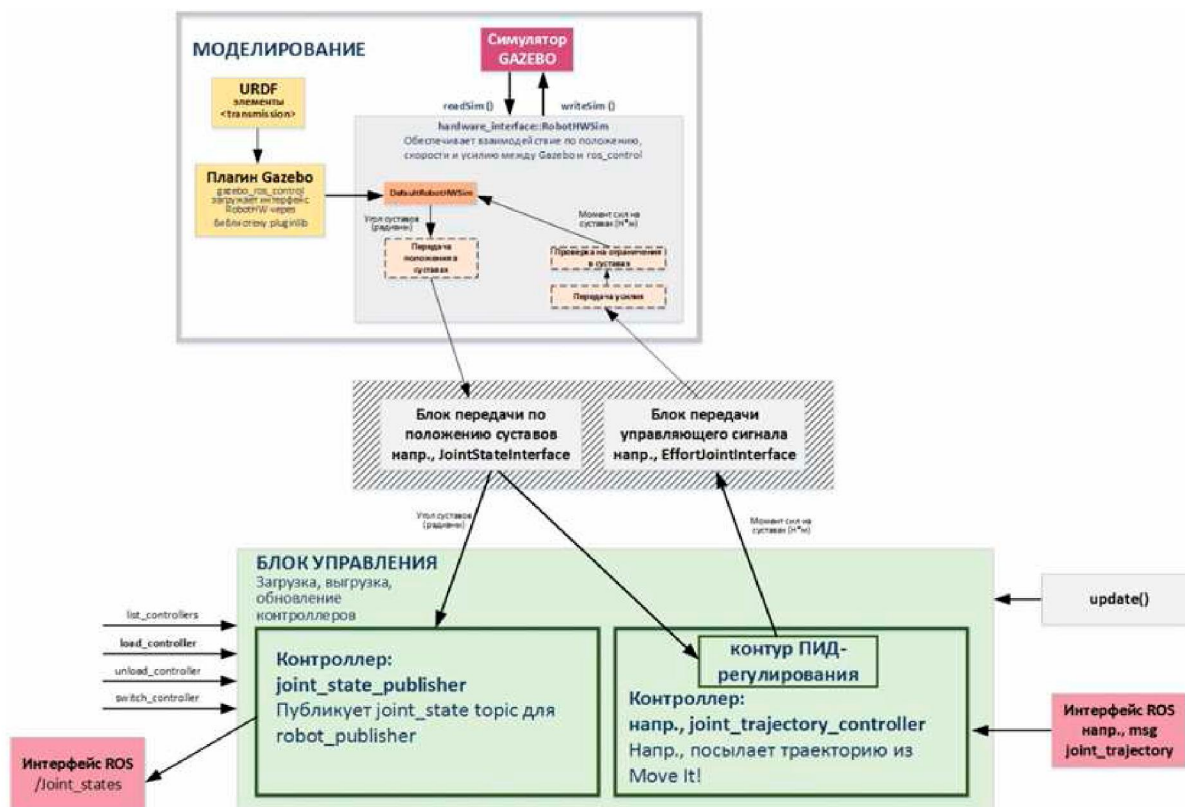 МОДЕЛИРОВАНИЕ
Симулятор
GAZEBO
URDF
элементы
<transmission>
readSim ()
writeSim ()
hardware_interface::RobotHWSim
Обеспечивает взаимодействие по положению,
скорости и усилию между Gazebo и ros_control
Плагин Gazebo
gazebo_ros_control
загружает интерфейс
RobotHW через
библиотеку pluginlib
DefaultRobotHWSim
Угол суставов
(радианы)
Момент сил на
суставах (Н*м)
Передача
положения в
суставах
Проверка на ограничения
в суставах
Передача усилия
Блок передачи по
положению суставов
напр., JointStateInterface
Блок передачи
управляющего сигнала
напр., EffortJointInterface
Угол суставов
(радианы)
Момент сил на
суставах (Н*м)
БЛОК УПРАВЛЕНИЯ
Загрузка, выгрузка,
обновление
контроллеров
update()
list_controllers
load_controller
unload_controller
switch_controller
Контроллер:
joint_state_publisher
Публикует joint_state topic для
robot_publisher
контур ПИД-
регулирования
Контроллер:
напр., joint_trajectory_controller
Напр., посылает траекторию из
Move It!
Интерфейс ROS
напр., msg
joint_trajectory
Интерфейс ROS
/Joint_states